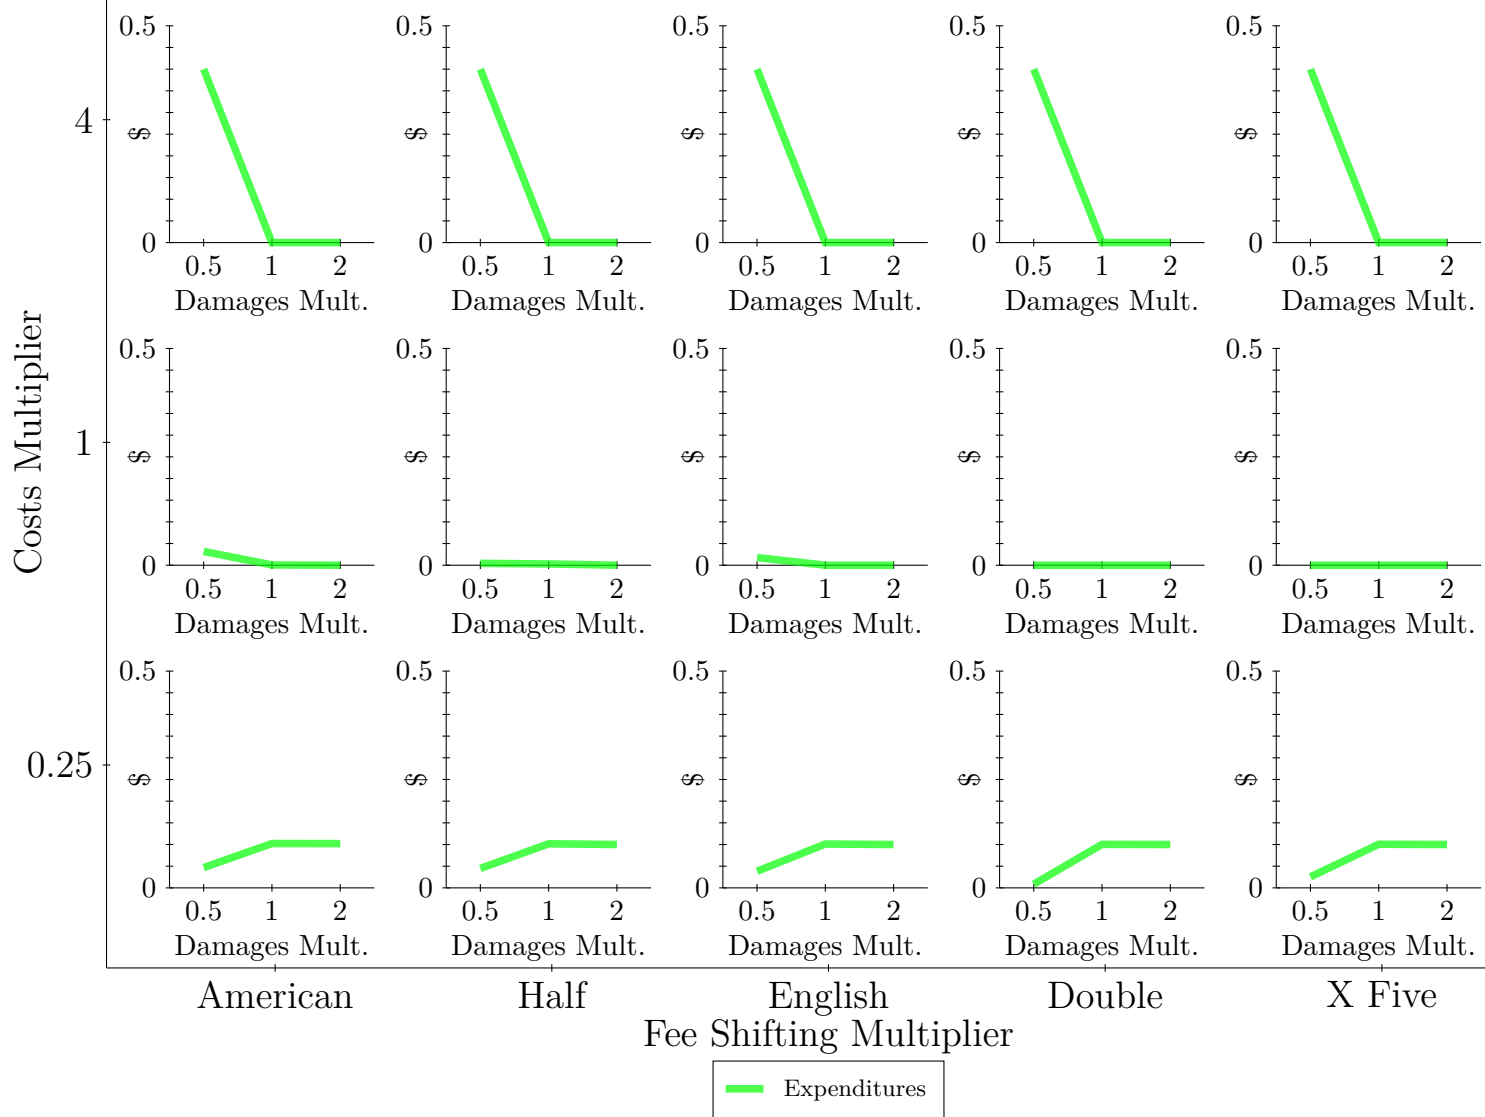 0.5 0.5 0.5 0.5 0.5
4 $ $ $ $ $
0 0 0 0 0
0.5 1 2 0.5 1 2 0.5 1 2 0.5 1 2 0.5 1 2
Damages Mult. Damages Mult. Damages Mult. Damages Mult. Damages Mult.
Costs Multiplier
0.5 0.5 0.5 0.5 0.5
1 $ $ $ $ $
0 0 0 0 0
0.5 1 2 0.5 1 2 0.5 1 2 0.5 1 2 0.5 1 2
Damages Mult. Damages Mult. Damages Mult. Damages Mult. Damages Mult.
0.5 0.5 0.5 0.5 0.5
0.25 $ $ $ $ $
0 0 0 0 0
0.5 1 2 0.5 1 2 0.5 1 2 0.5 1 2 0.5 1 2
Damages Mult. Damages Mult. Damages Mult. Damages Mult. Damages Mult.
American Half English Double X Five
Fee Shifting Multiplier
Expenditures